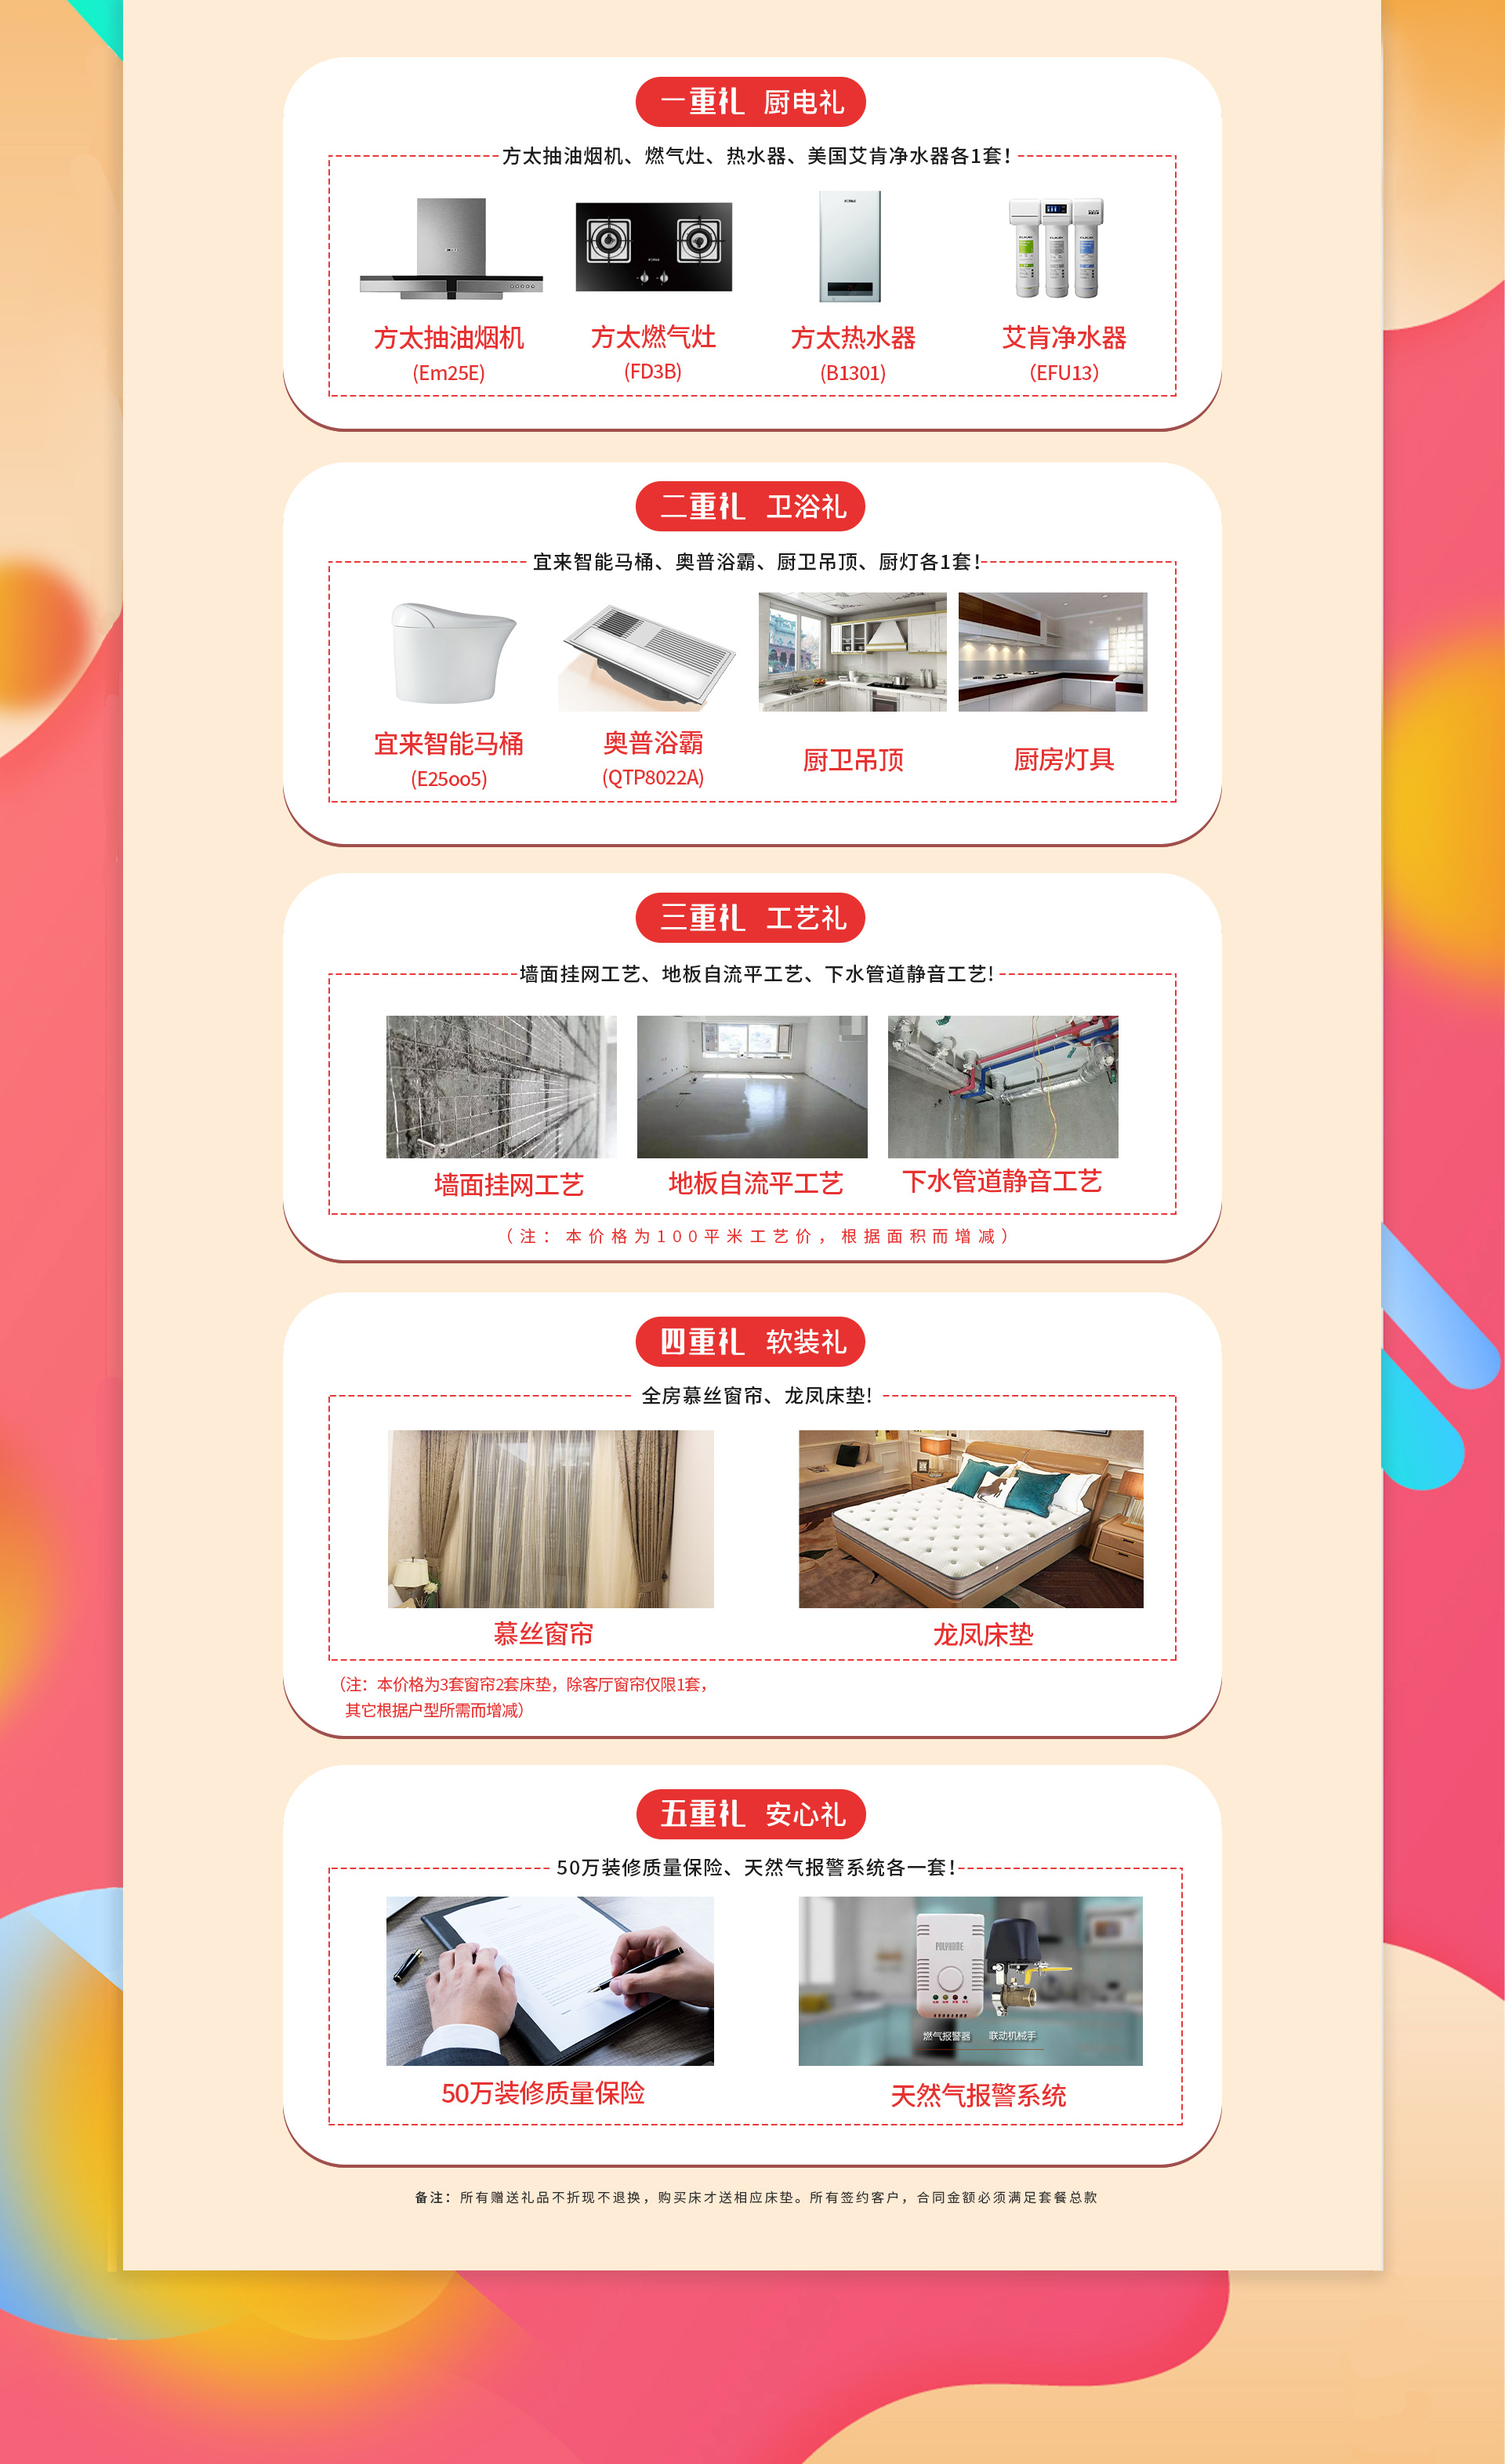 一重礼 厨电礼
方太抽油烟机、燃气灶、热水器、美国艾肯净水器各1套！
方太抽油烟机
(Em25E)
方太燃气灶
(FD3B)
方太热水器
(B1301)
艾肯净水器
（EFU13）
二重礼 卫浴礼
宜来智能马桶、奥普浴霸、厨卫吊顶、厨灯各1套！
宜来智能马桶
(E25oo5)
奥普浴霸
(QTP8022A)
厨卫吊顶
厨房灯具
三重礼 工艺礼
墙面挂网工艺、地板自流平工艺、下水管道静音工艺！
墙面挂网工艺
地板自流平工艺
下水管道静音工艺
（注：本价格为100平米工艺价，根据面积而增减）
四重礼 软装礼
全房慕丝窗帘、龙凤床垫！
慕丝窗帘
龙凤床垫
（注：本价格为3套窗帘2套床垫，除客厅窗帘仅限1套，
其它根据户型所需而增减）
五重礼 安心礼
50万装修质量保险、天然气报警系统各一套！
POLYHOME
燃气报警器 联动机械手
50万装修质量保险
天然气报警系统
备注：所有赠送礼品不折现不退换，购买床才送相应床垫。所有签约客户，合同金额必须满足套餐总款